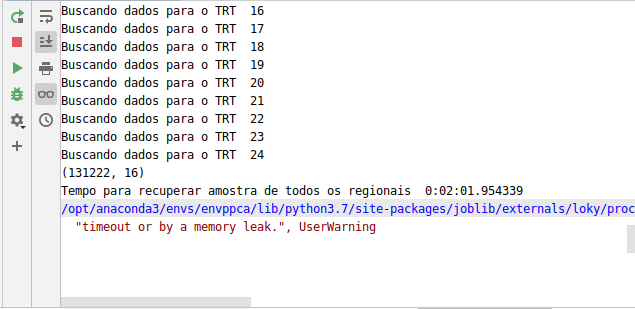 Buscando dados para o TRT  16
Buscando dados para o TRT  17
Buscando dados para o TRT  18
Buscando dados para o TRT  19
Buscando dados para o TRT  20
Buscando dados para o TRT  21
Buscando dados para o TRT  22
Buscando dados para o TRT  23
Buscando dados para o TRT  24
(131222, 16)
Tempo para recuperar amostra de todos os regionais  0:02:01.954339
/opt/anaconda3/envs/envppca/lib/python3.7/site-packages/joblib/externals/loky/proc
"timeout or by a memory leak.", UserWarning